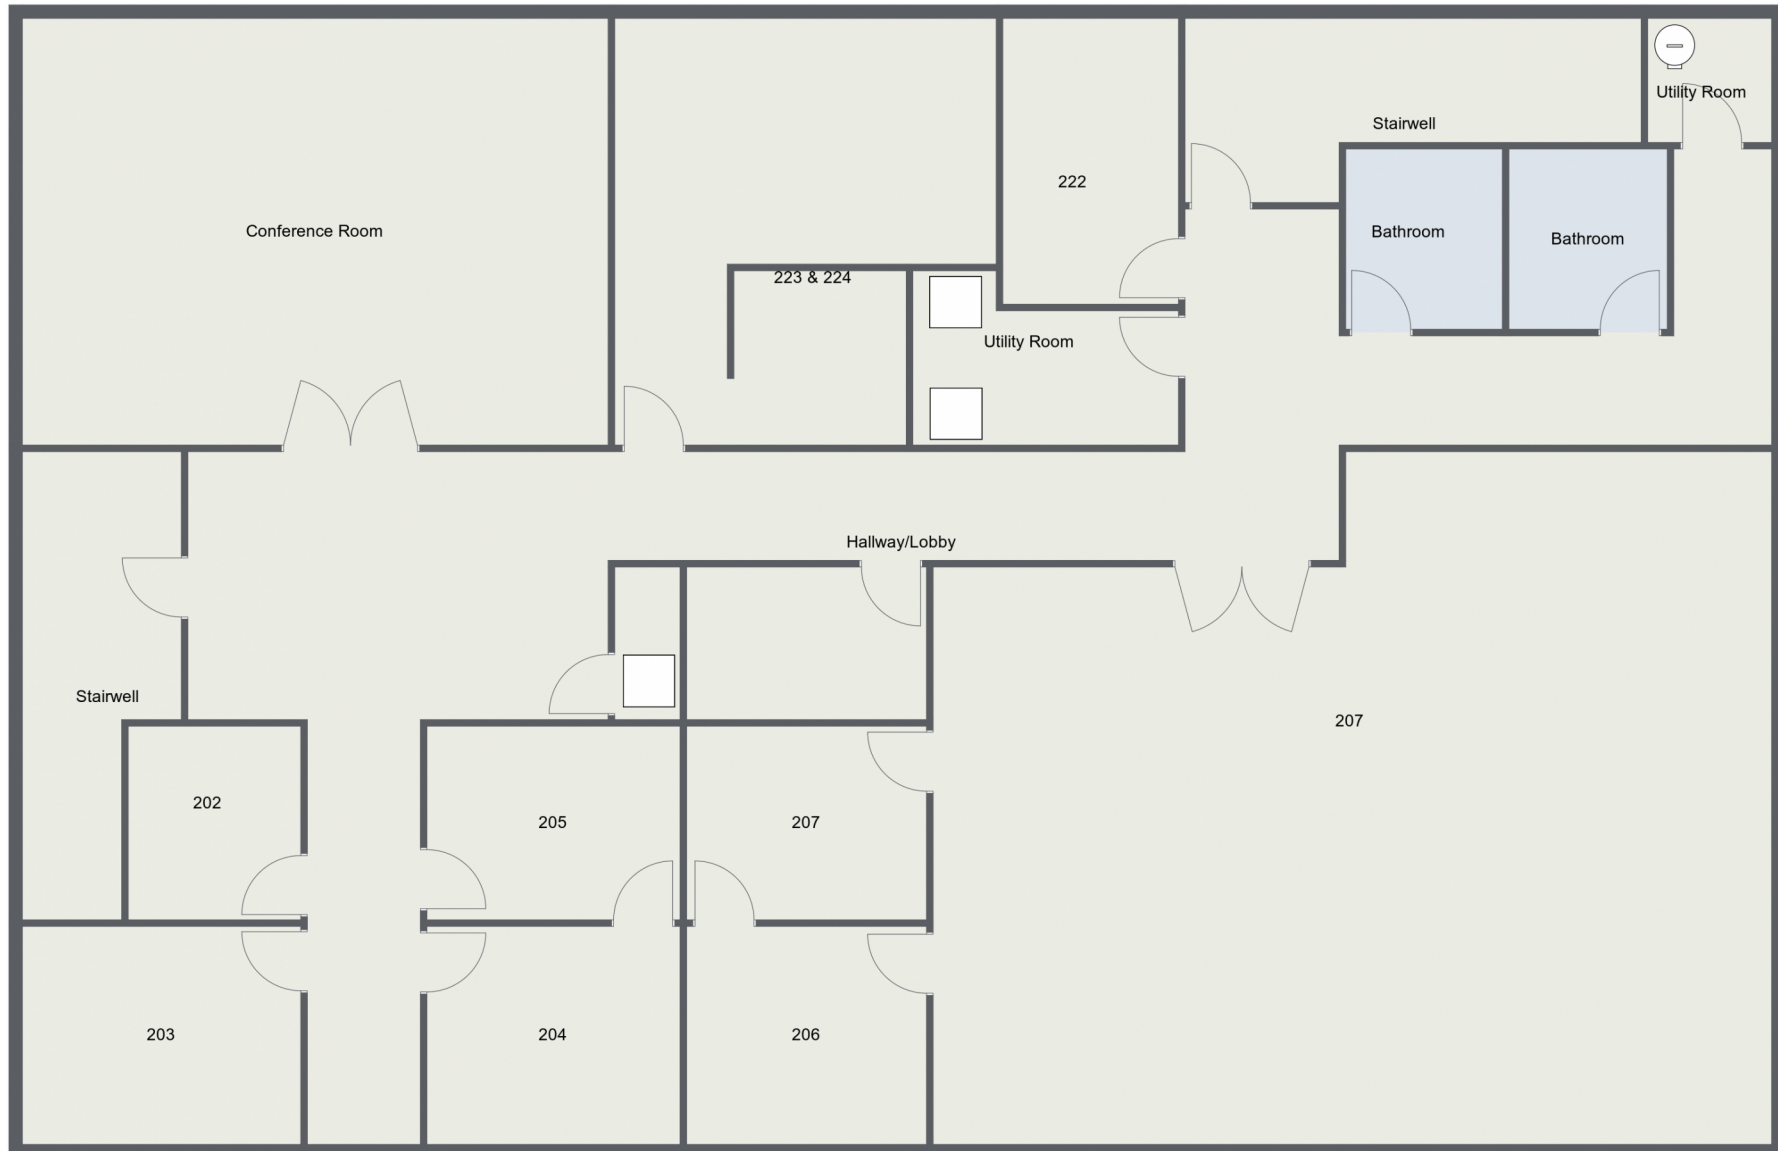 Utility Room
Stairwell
222
Conference Room
Bathroom
Bathroom
223 & 224
Utility Room
Hallway/Lobby
Stairwell
207
202
205
207
203
204
206